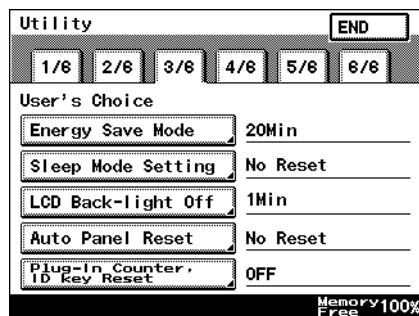 Utility
END
1/6 2/6 3/6 4/6 5/6 6/6
User's Choice
Energy Save Mode 20Min
Sleep Mode Setting No Reset
LCD Back-light Off 1Min
Auto Panel Reset No Reset
Plug-In Counter,
ID key Reset OFF
Memory
Free 100%